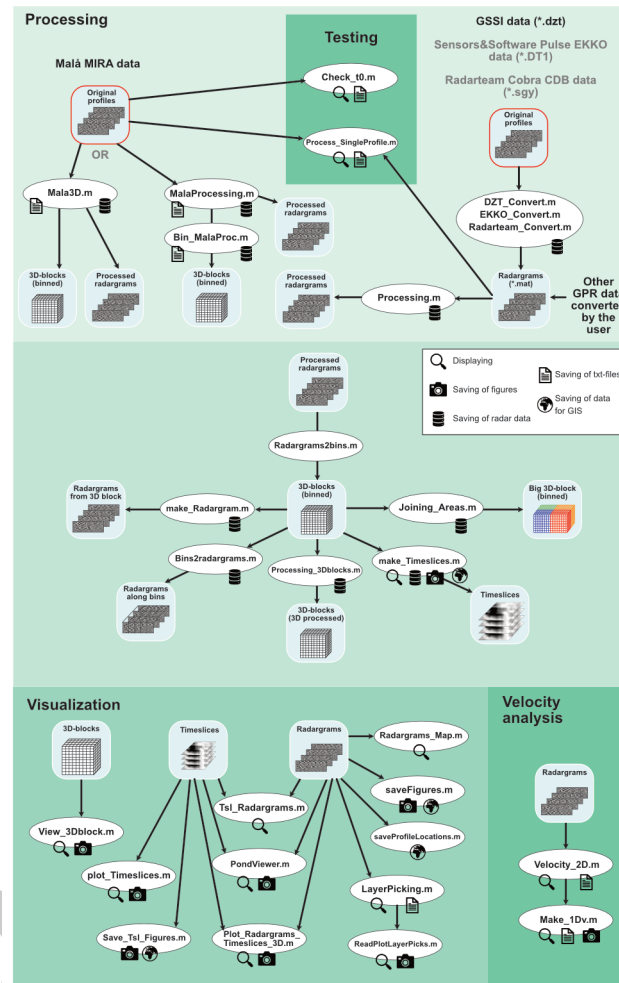 Processing
Testing
GSSI data (*.dzt)
Sensors&Software Pulse EKKO
data (*.DT1)
Radarteam Cobra CDB data
(*.sgy)
Malå MIRA data
Original
profiles
OR
Check_t0.m
Process_SingleProfile.m
Original
profiles
Mala3D.m
MalaProcessing.m
Bin_MalaProc.m
Processed
radargrams
DZT_Convert.m
EKKO_Convert.m
Radarteam_Convert.m
3D-blocks
(binned)
Processed
radargrams
3D-blocks
(binned)
Processed
radargrams
Processing.m
Radargrams
(*.mat)
Other
GPR data
converted
by the
user
Processed
radargrams
Displaying
Saving of figures
Saving of radar data
Saving of txt-files
Saving of data
for GIS
Radargrams2bins.m
Radargrams
from 3D block
make_Radargram.m
3D-blocks
(binned)
Joining_Areas.m
Big 3D-block
(binned)
Bins2radargrams.m
Processing_3Dblocks.m
make_Timeslices.m
Radargrams
along bins
3D-blocks
(3D processed)
Timeslices
Visualization
3D-blocks
Timeslices
Radargrams
Radargrams_Map.m
saveFigures.m
Tsl_Radargrams.m
saveProfileLocations.m
View_3Dblock.m
plot_Timeslices.m
PondViewer.m
LayerPicking.m
Save_Tsl_Figures.m
Plot_Radargrams_
Timeslices_3D.m
ReadPlotLayerPicks.m
Velocity
analysis
Radargrams
Velocity_2D.m
Make_1Dv.m